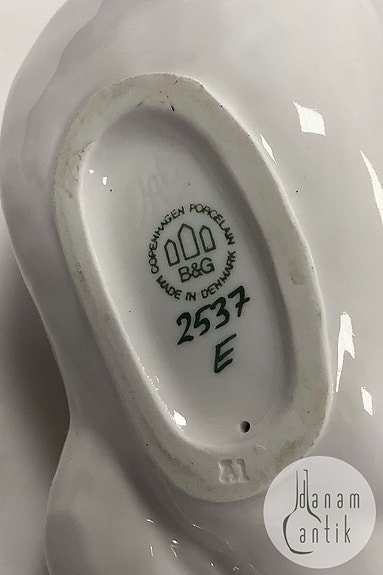 COPENHAGEN PORCELAIN
B&G
MADE IN DENMARK
2537
E
M
danam
antik